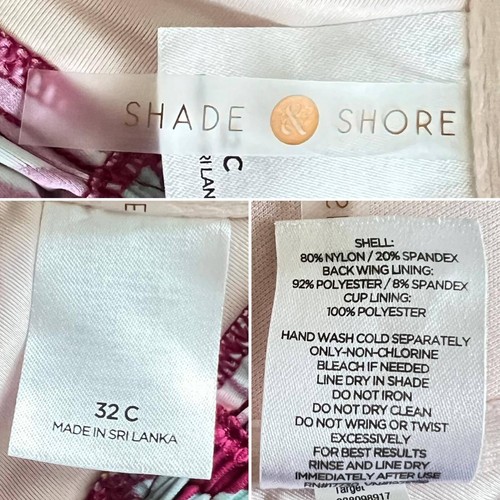 SHADE & SHORE
C
RI LAN
32 C
MADE IN SRI LANKA
SHELL:
80% NYLON / 20% SPANDEX
BACK WING LINING:
92% POLYESTER / 8% SPANDEX
CUP LINING:
100% POLYESTER
HAND WASH COLD SEPARATELY
ONLY-NON-CHLORINE
BLEACH IF NEEDED
LINE DRY IN SHADE
DO NOT IRON
DO NOT DRY CLEAN
DO NOT WRING OR TWIST
EXCESSIVELY
FOR BEST RESULTS
RINSE AND LINE DRY
IMMEDIATELY AFTER USE
Target